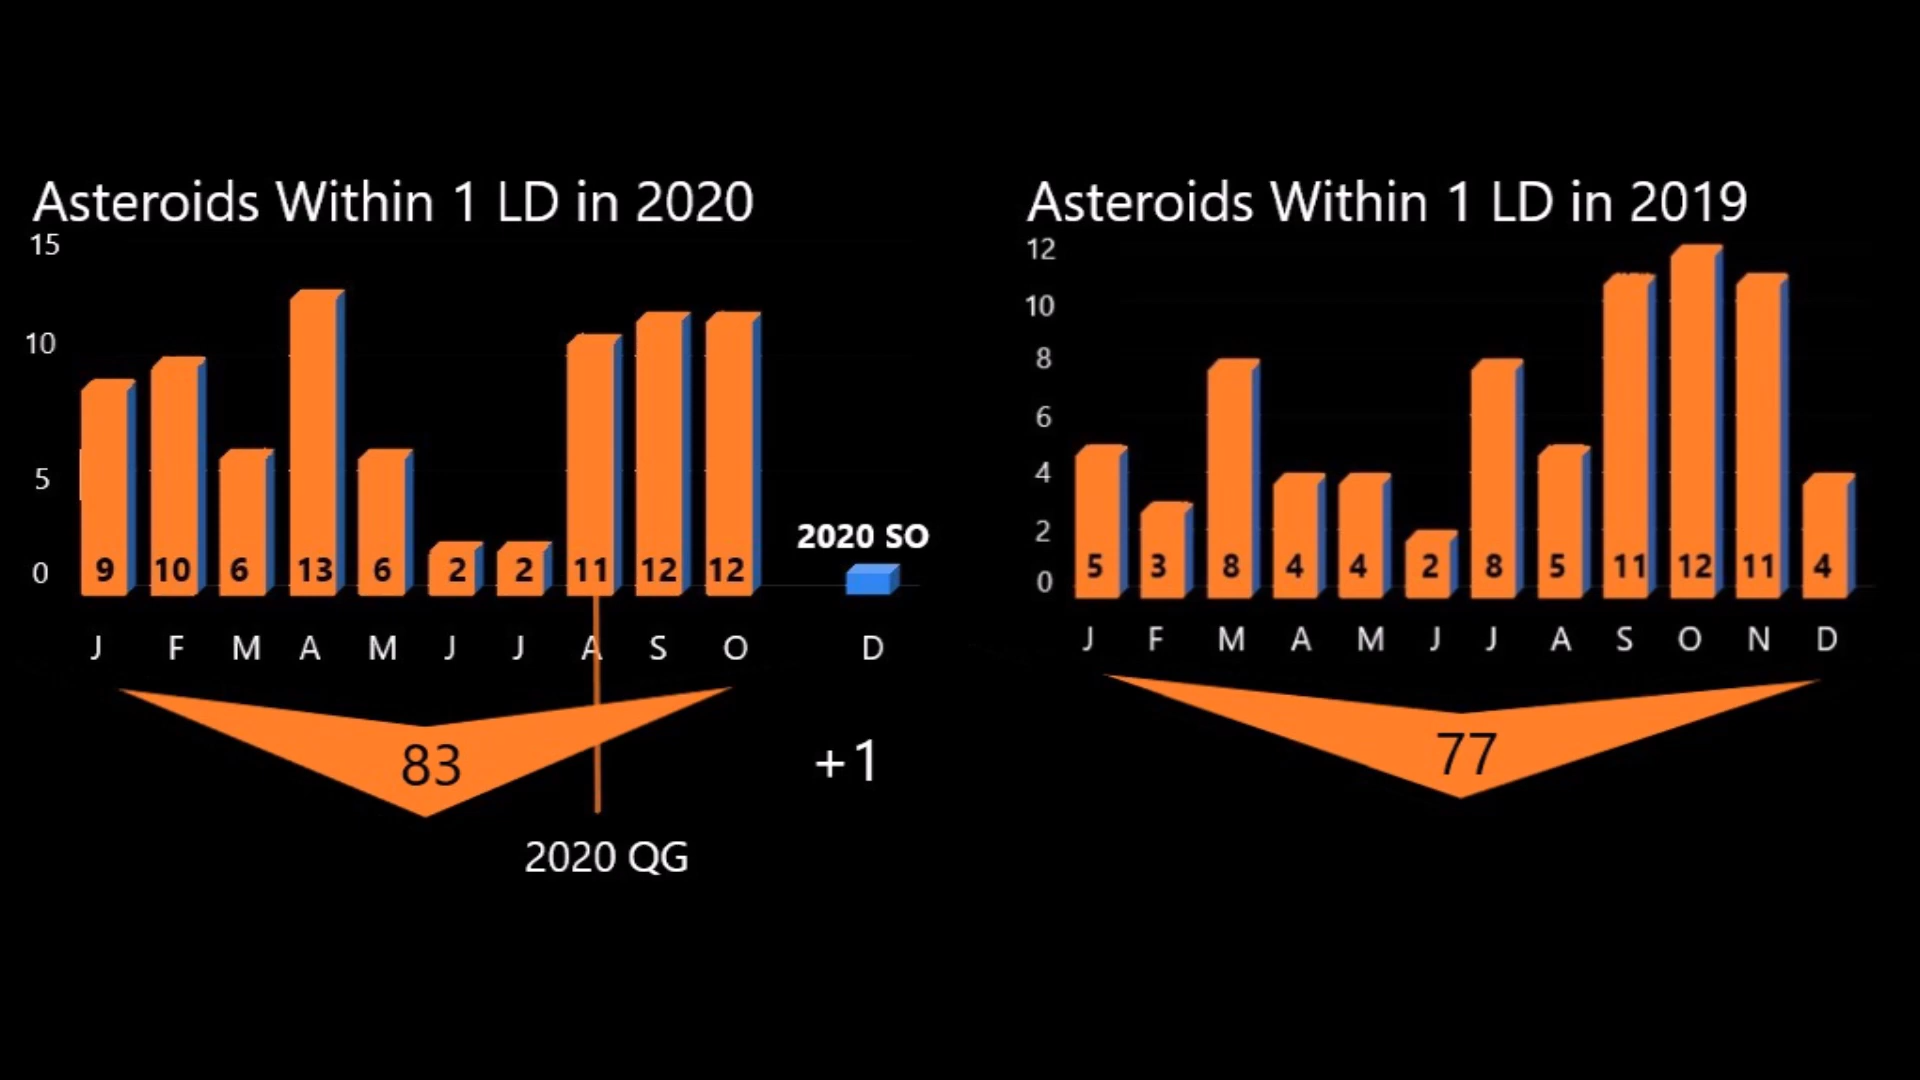 Asteroids Within 1 LD in 2020
15
10
5
0
9 10 6 13 6 2 2 11 12 12
2020 SO
J F M A M J J A S O D
83
+1
2020 QG
Asteroids Within 1 LD in 2019
12
10
8
6
4
2
0
5 3 8 4 4 2 8 5 11 12 11 4
J F M A M J J A S O N D
77